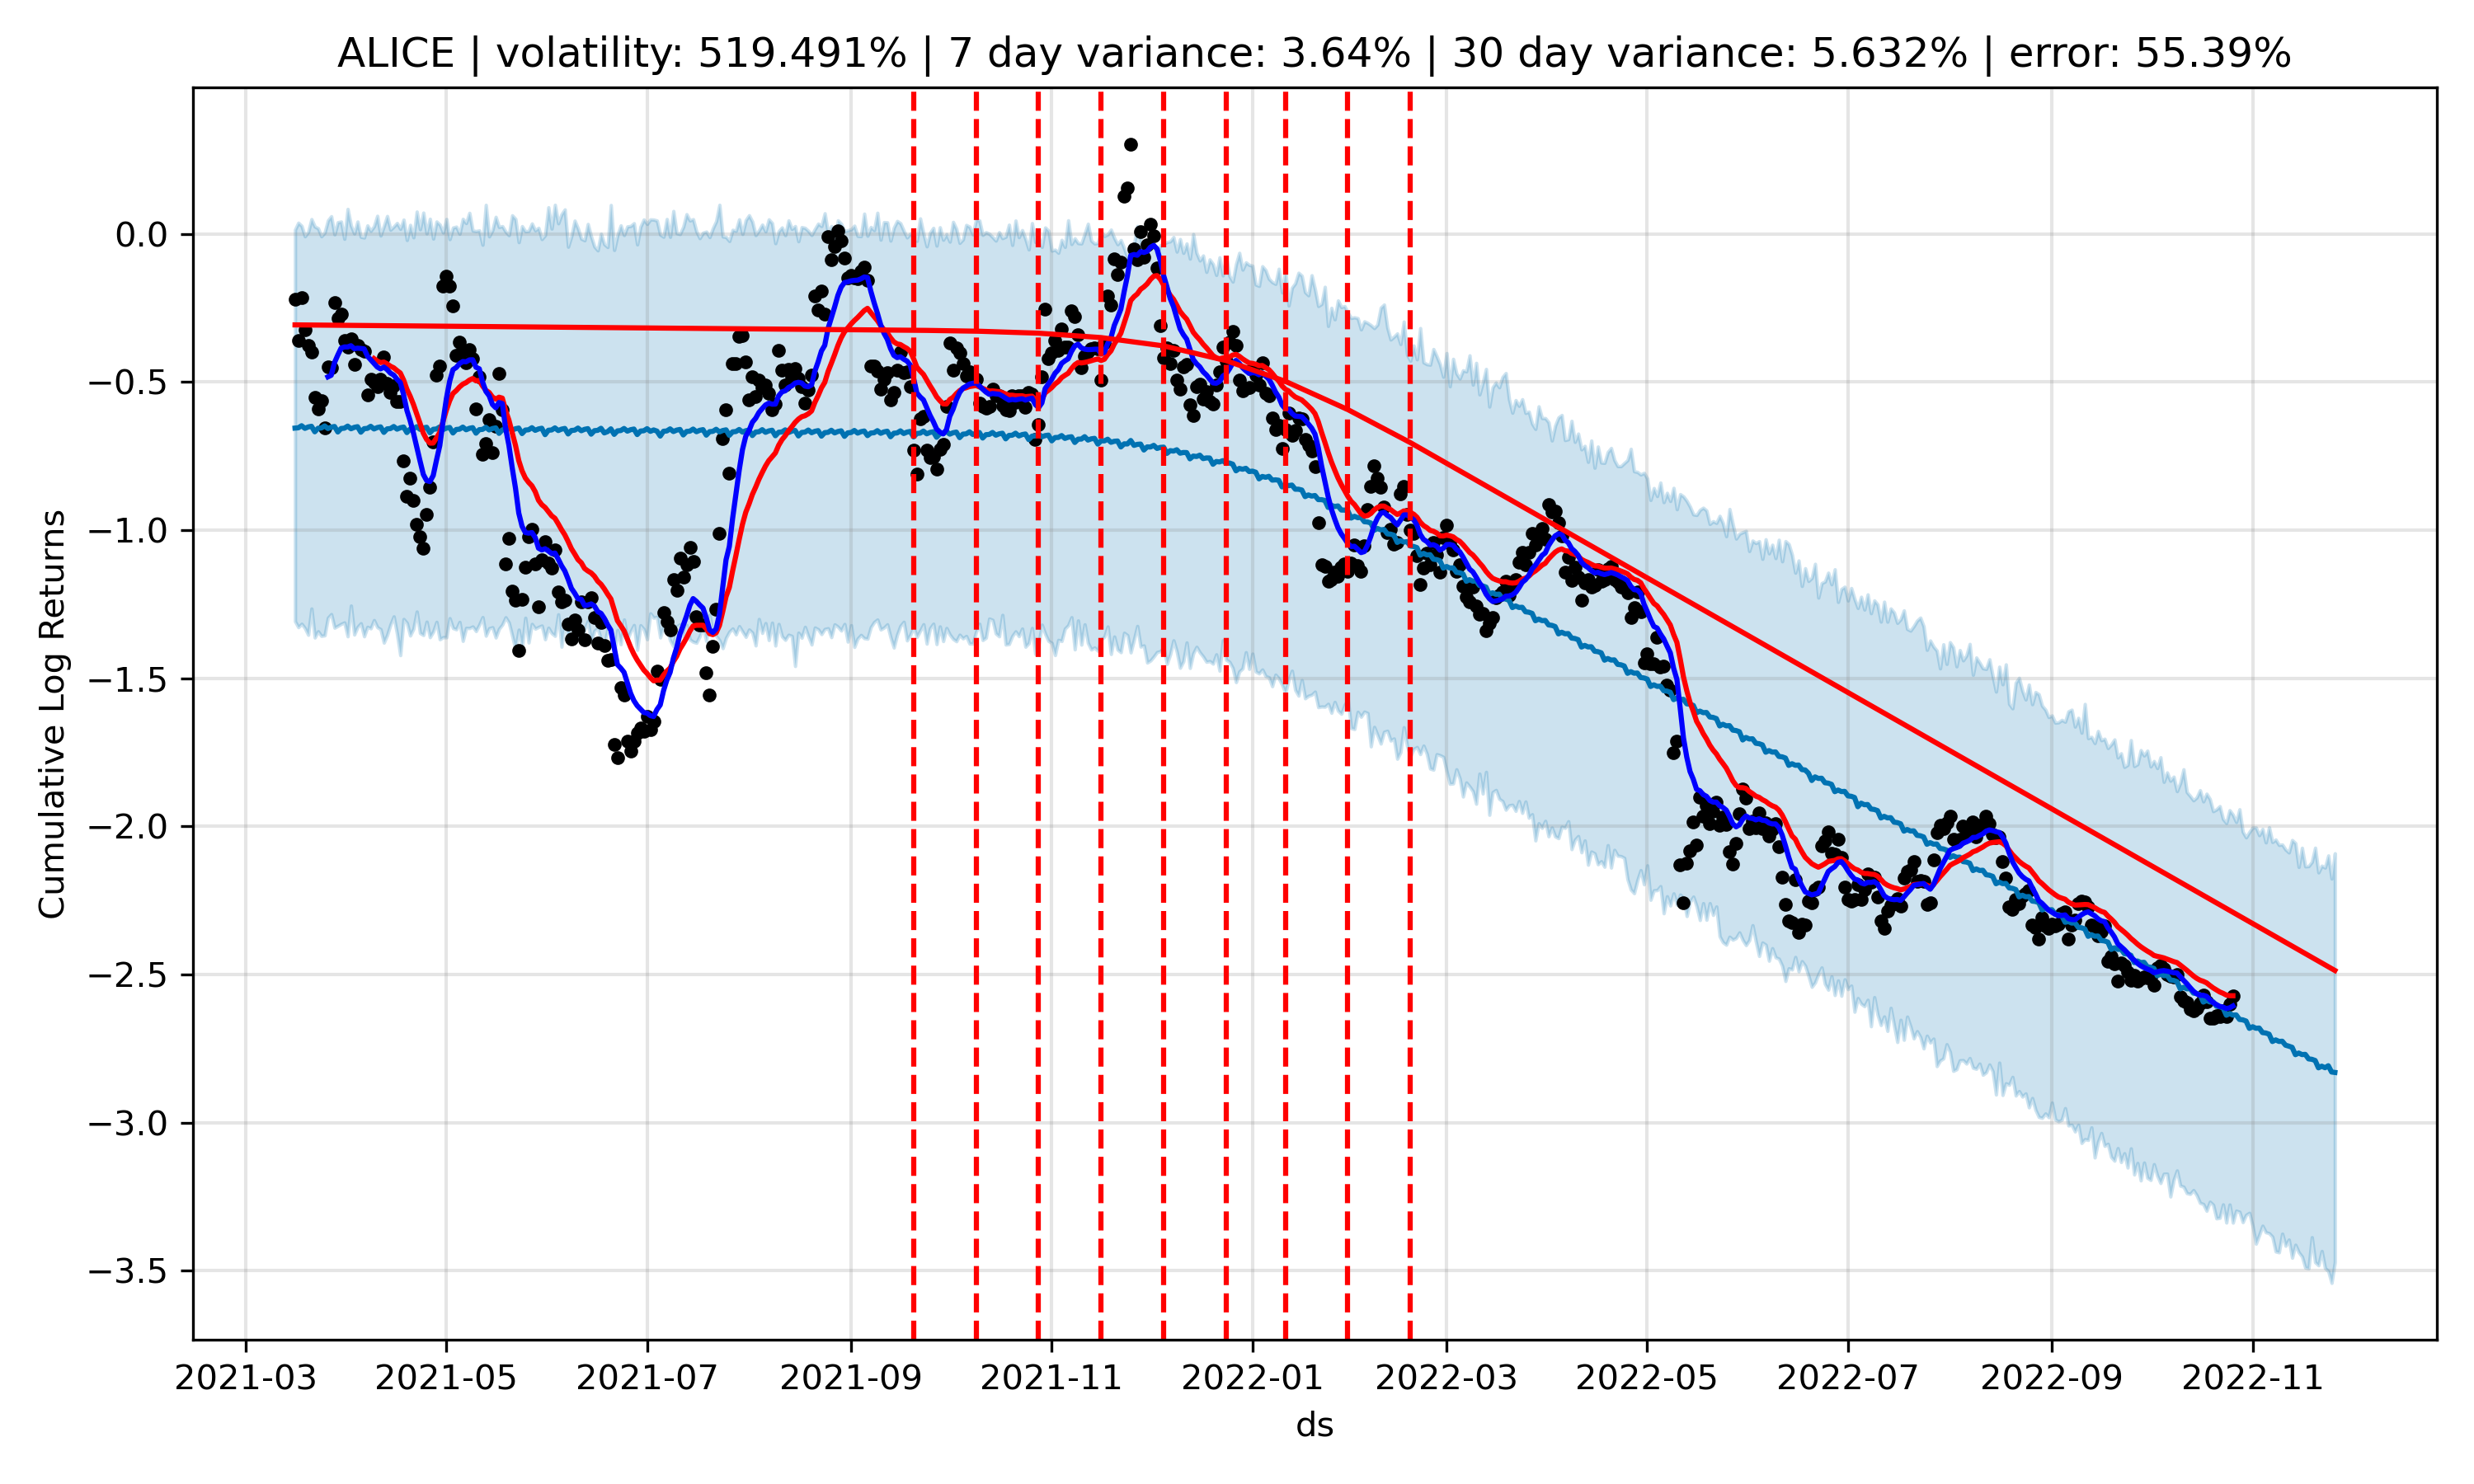 ALICE | volatility: 519.491% | 7 day variance: 3.64% | 30 day variance: 5.632% | error: 55.39%
Cumulative Log Returns
0.0
−0.5
−1.0
−1.5
−2.0
−2.5
−3.0
−3.5
2021-03 2021-05 2021-07 2021-09 2021-11 2022-01 2022-03 2022-05 2022-07 2022-09 2022-11
ds